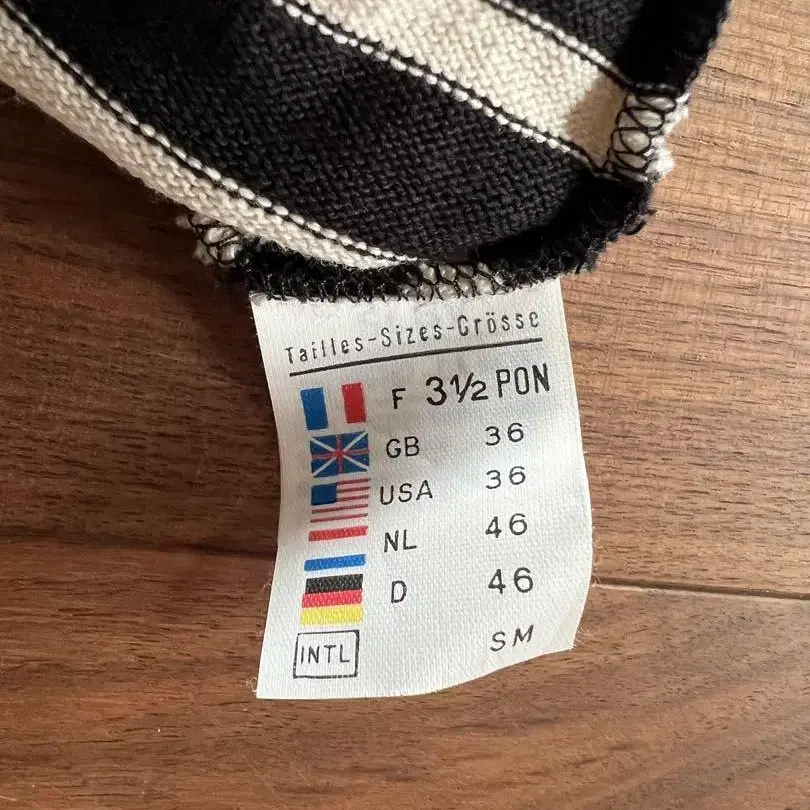 Tailles-Sizes-Grösse
F 3½ PON
GB 36
USA 36
NL 46
D 46
INTL SM